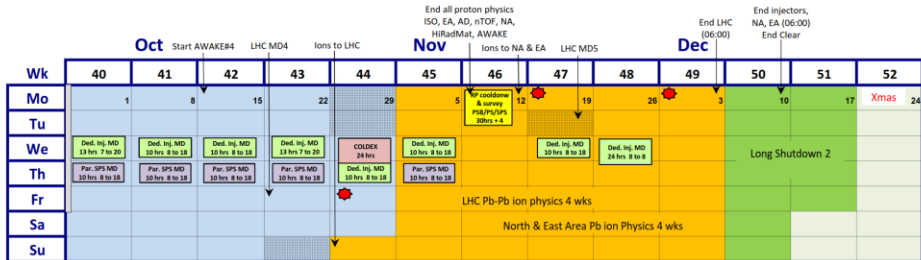 End all proton physics
ISO, EA, AD, nTOF, NA,
HiRadMat, AWAKE
End injectors,
NA, EA (06:00)
End Clear
End LHC
(06:00)
Oct
Start AWAKE#4
LHC MD4
Ions to LHC
Nov
Ions to NA & EA
LHC MD5
Dec
Wk 40 41 42 43 44 45 46 47 48 49 50 51 52
Mo 1 8 15 22 29 5 12 19 26 3 10 17 Xmas 24
RP cooldonw
& survey
PSB/PS/SPS
30hrs + 4
Tu
We
Ded. Inj. MD
13 hrs 7 to 20
Ded. Inj. MD
10 hrs 8 to 18
Ded. Inj. MD
10 hrs 8 to 18
Ded. Inj. MD
13 hrs 7 to 20
COLDEX
24 hrs
Ded. Inj. MD
10 hrs 8 to 18
Ded. Inj. MD
10 hrs 8 to 18
Ded. Inj. MD
24 hrs 8 to 8
Long Shutdown 2
Th
Par. SPS MD
10 hrs 8 to 18
Par. SPS MD
10 hrs 8 to 18
Par. SPS MD
10 hrs 8 to 18
Par. SPS MD
10 hrs 8 to 18
Ded. Inj. MD
10 hrs 8 to 18
Par. SPS MD
10 hrs 8 to 18
Fr
LHC Pb-Pb ion physics 4 wks
Sa
North & East Area Pb ion Physics 4 wks
Su